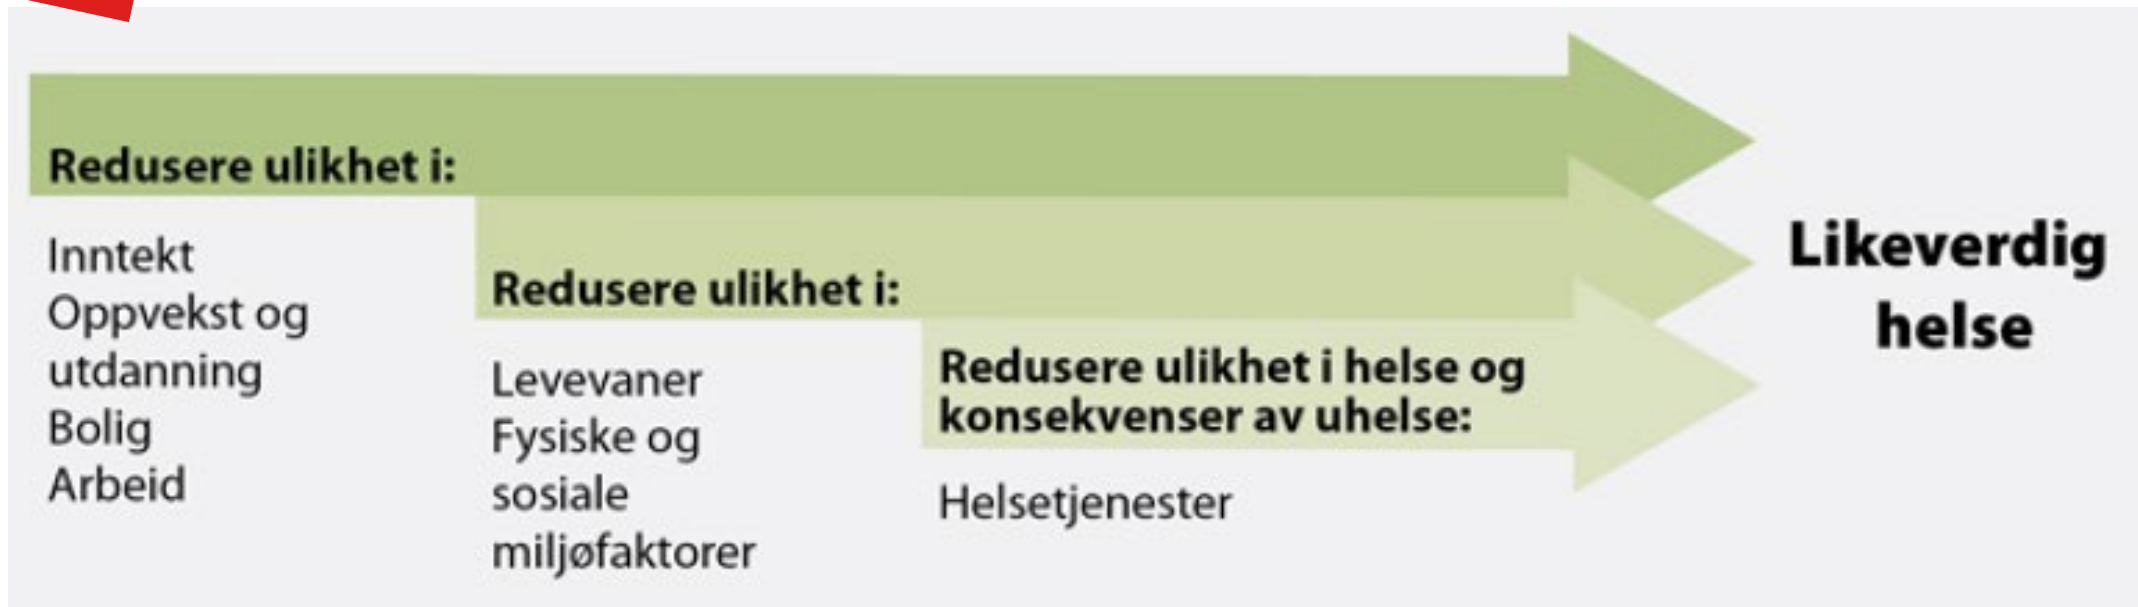 Redusere ulikhet i:
Inntekt
Oppvekst og
utdanning
Bolig
Arbeid
Redusere ulikhet i:
Levevaner
Fysiske og
sosiale
miljøfaktorer
Redusere ulikhet i helse og
konsekvenser av uhelse:
Helsetjenester
Likeverdig
helse